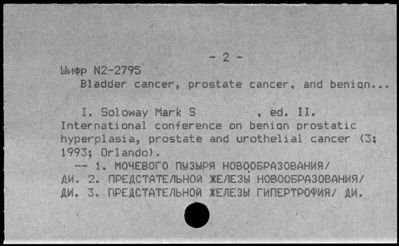 - 2 -
Шифр N2-2795
Bladder cancer, prostate cancer, and benign...
I. Soloway Mark S , ed. II.
International conference on benign prostatic
hyperplasia, prostate and urothelial cancer (3;
1993; Orlando).
-- 1. МОЧЕВОГО ПУЗЫРЯ НОВООБРАЗОВАНИЯ/
ДИ. 2. ПРЕДСТАТЕЛЬНОЙ ЖЕЛЕЗЫ НОВООБРАЗОВАНИЯ/
ДИ. 3. ПРЕДСТАТЕЛЬНОЙ ЖЕЛЕЗЫ ГИПЕРТРОФИЯ/ ДИ.